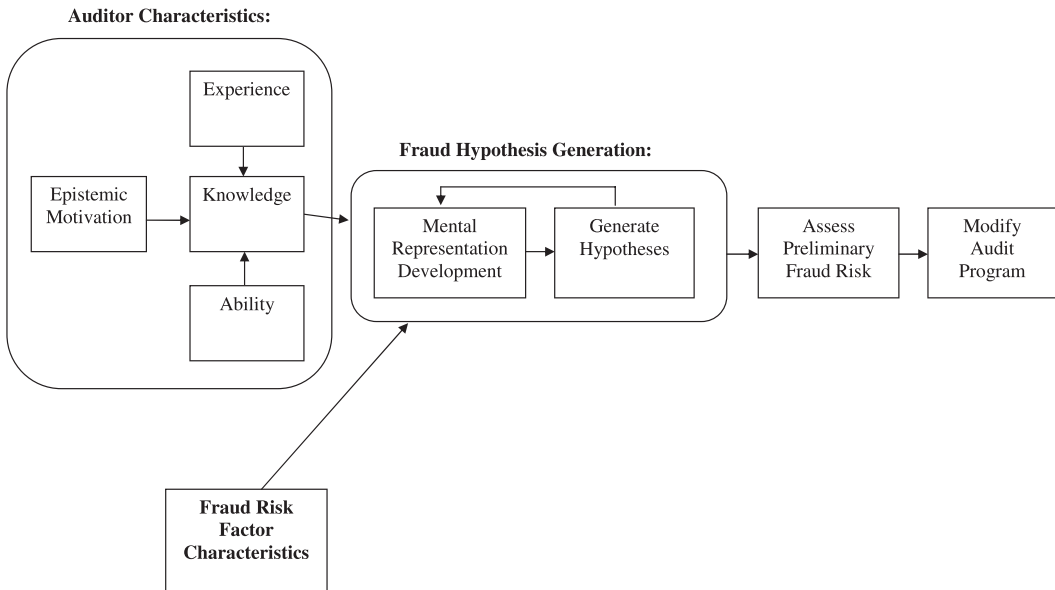 Auditor Characteristics:
Experience
Epistemic
Motivation
Knowledge
Ability
Fraud Hypothesis Generation:
Mental
Representation
Development
Generate
Hypotheses
Assess
Preliminary
Fraud Risk
Modify
Audit
Program
Fraud Risk
Factor
Characteristics